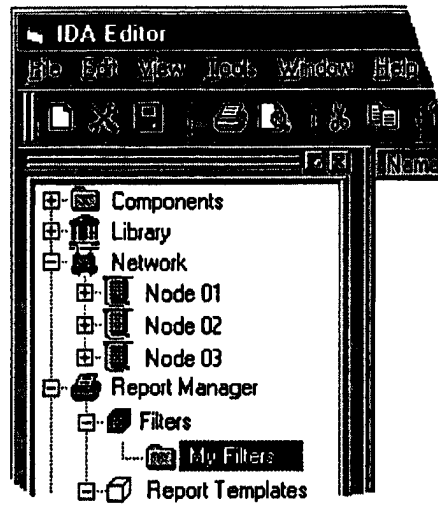 IDA Editor
File Edit View Tools Window Help
Name
Components
Library
Network
Node 01
Node 02
Node 03
Report Manager
Filters
My Filters
Report Templates